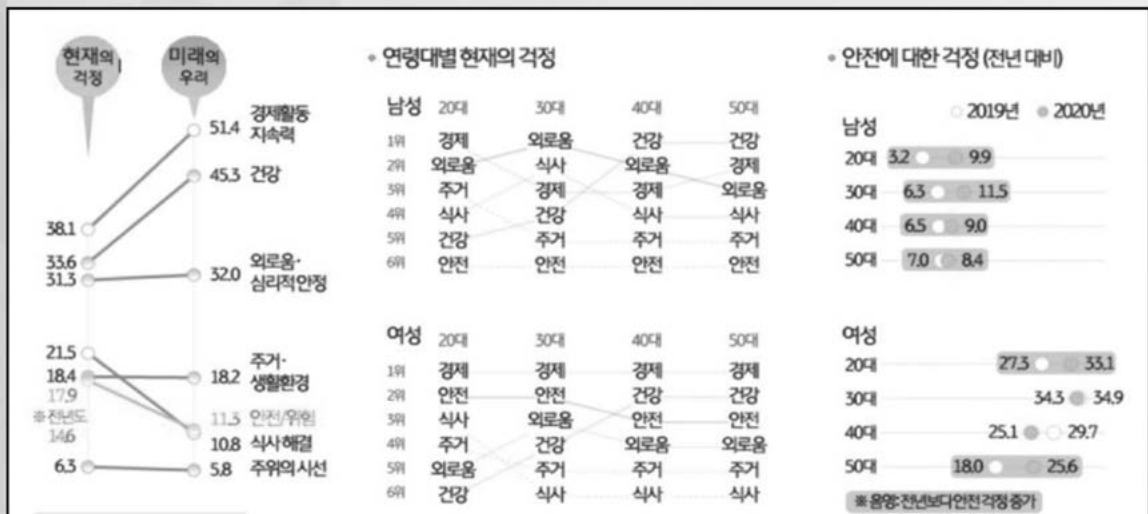 현재의
걱정
미래의
우려
51.4 경제활동
지속력
45.3 건강
38.1
33.6
31.3
32.0 외로움·
심리적 안정
21.5
18.4
17.9
※전년도
14.6
18.2 주거·
생활환경
11.3 안전/위험
10.8 식사 해결
6.3
5.8 주위의 시선
• 연령대별 현재의 걱정
남성 20대 30대 40대 50대
1위 경제 외로움 건강 건강
2위 외로움 식사 외로움 경제
3위 주거 경제 경제 외로움
4위 식사 건강 식사 식사
5위 건강 주거 주거 주거
6위 안전 안전 안전 안전
여성 20대 30대 40대 50대
1위 경제 경제 경제 경제
2위 안전 안전 건강 건강
3위 식사 외로움 안전 안전
4위 주거 건강 외로움 외로움
5위 외로움 주거 주거 주거
6위 건강 식사 식사 식사
• 안전에 대한 걱정 (전년 대비)
2019년 2020년
남성
20대 3.2 9.9
30대 6.3 11.5
40대 6.5 9.0
50대 7.0 8.4
여성
20대 27.3 33.1
30대 34.3 34.9
40대 25.1 29.7
50대 18.0 25.6
※ 음영: 전년보다 안전 걱정 증가